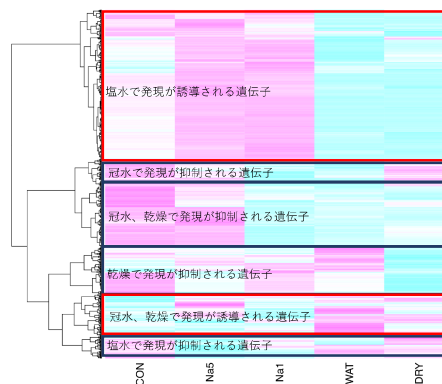 塩水で発現が誘導される遺伝子
冠水で発現が抑制される遺伝子
冠水、乾燥で発現が抑制される遺伝子
乾燥で発現が抑制される遺伝子
冠水、乾燥で発現が誘導される遺伝子
塩水で発現が抑制される遺伝子
CON
Na5
Na1
WAT
DRY